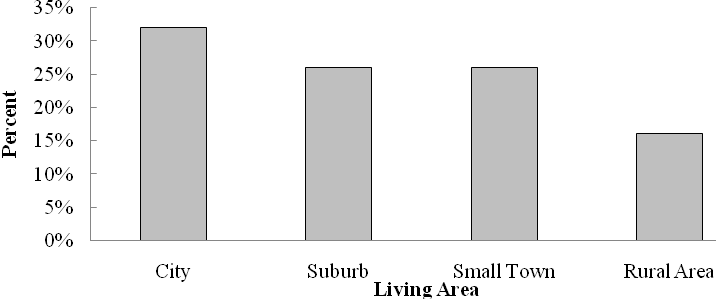 35%
30%
25%
20%
15%
10%
5%
0%
Percent
City Suburb Small Town Rural Area
Living Area